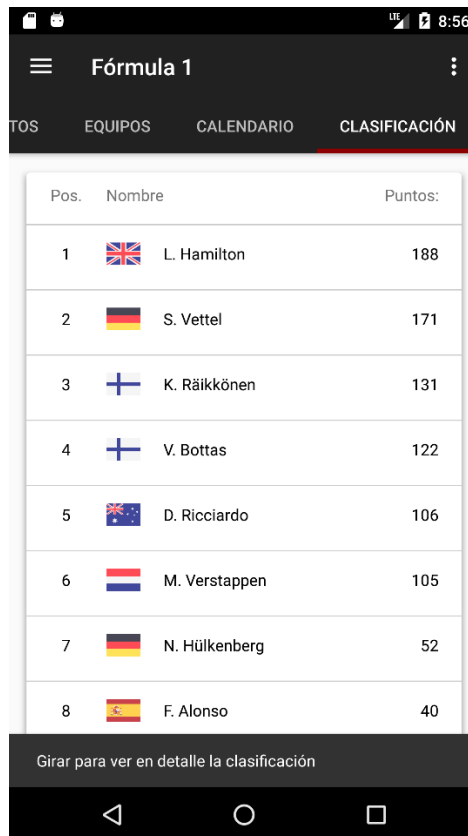 LTE 8:56
Fórmula 1
TOS EQUIPOS CALENDARIO CLASIFICACIÓN
Pos. Nombre Puntos:
1 L. Hamilton 188
2 S. Vettel 171
3 K. Räikkönen 131
4 V. Bottas 122
5 D. Ricciardo 106
6 M. Verstappen 105
7 N. Hülkenberg 52
8 F. Alonso 40
Girar para ver en detalle la clasificación